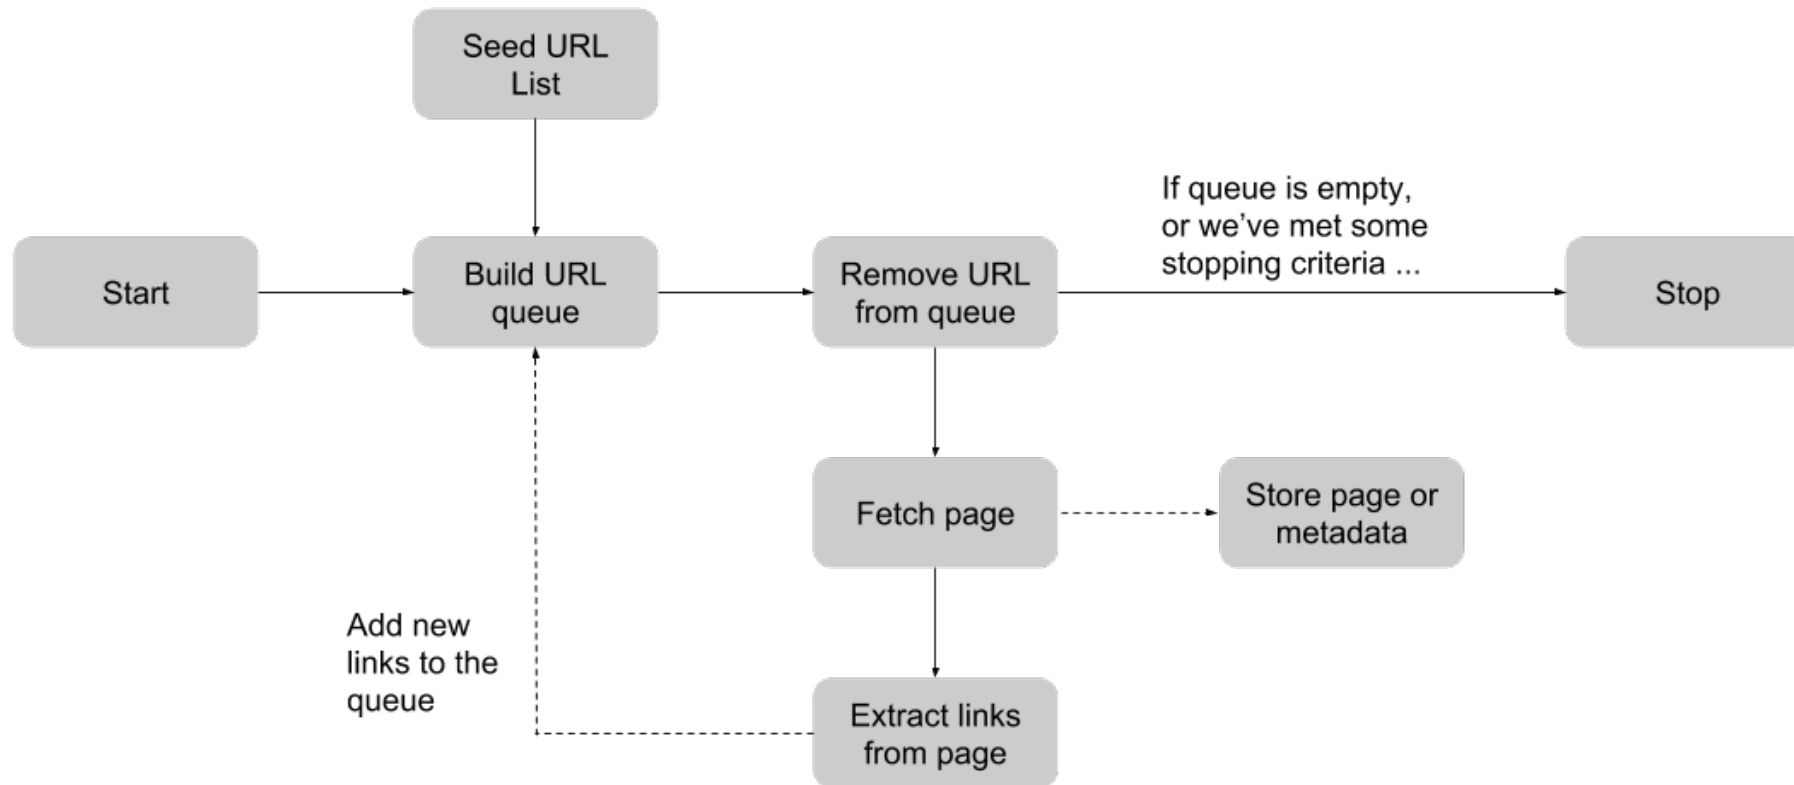 Seed URL
List
If queue is empty,
or we've met some
stopping criteria ...
Start
Build URL
queue
Remove URL
from queue
Stop
Fetch page
Store page or
metadata
Add new
links to the
queue
Extract links
from page